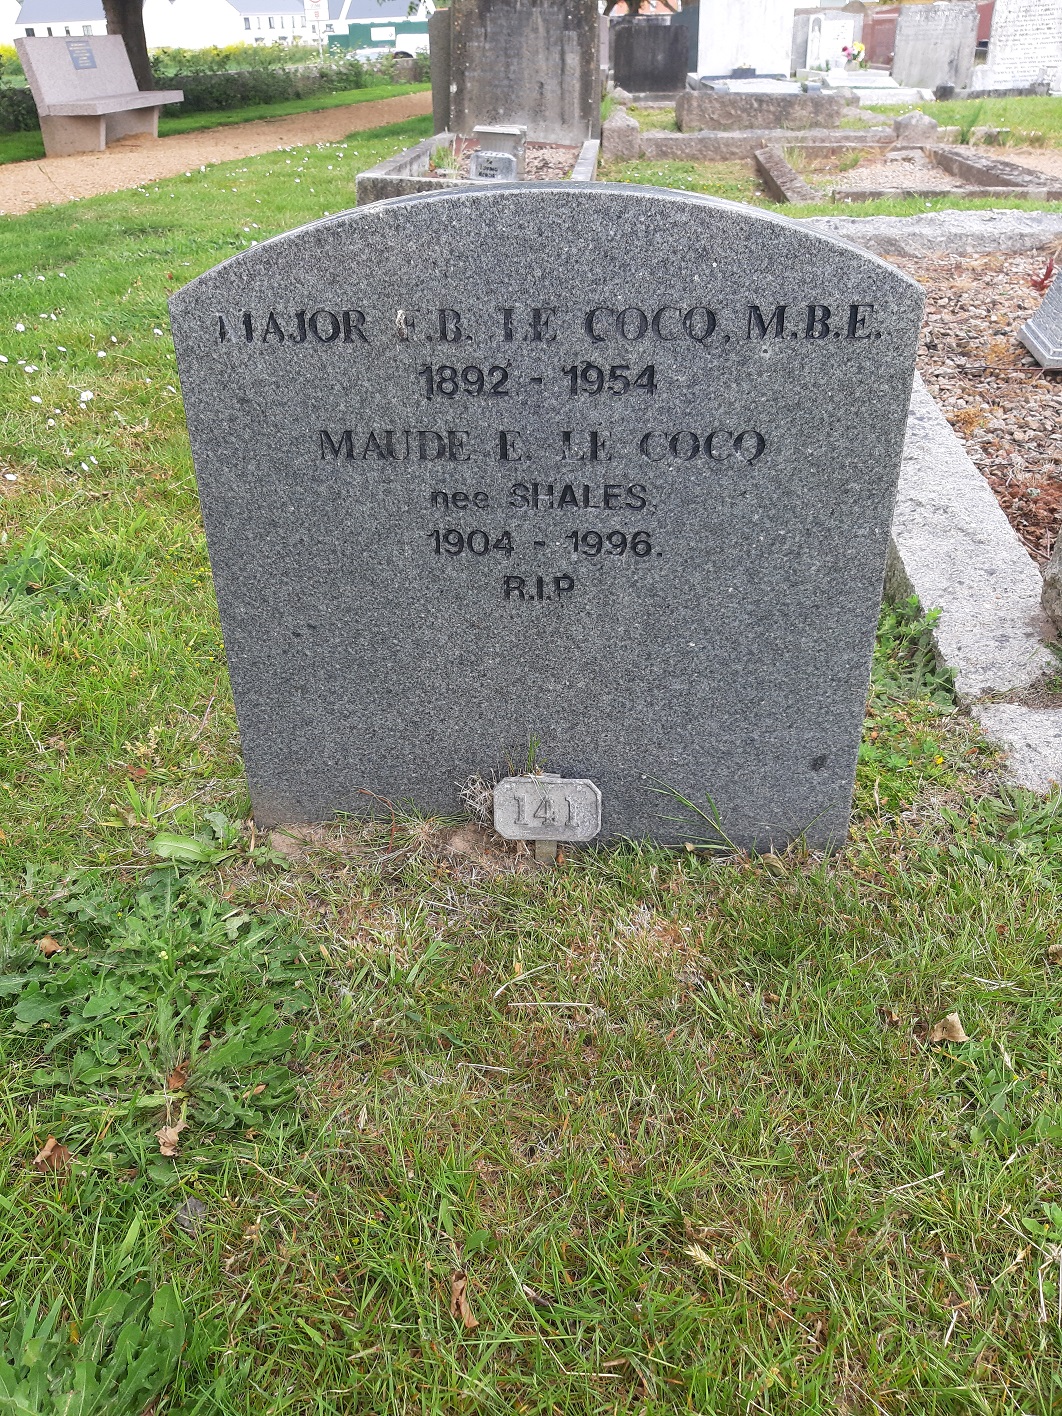 MAJOR F.B. LE COCQ, M.B.E.
1892 - 1954
MAUDE E. LE COCQ
nee SHALES.
1904 - 1996.
R.I.P
141